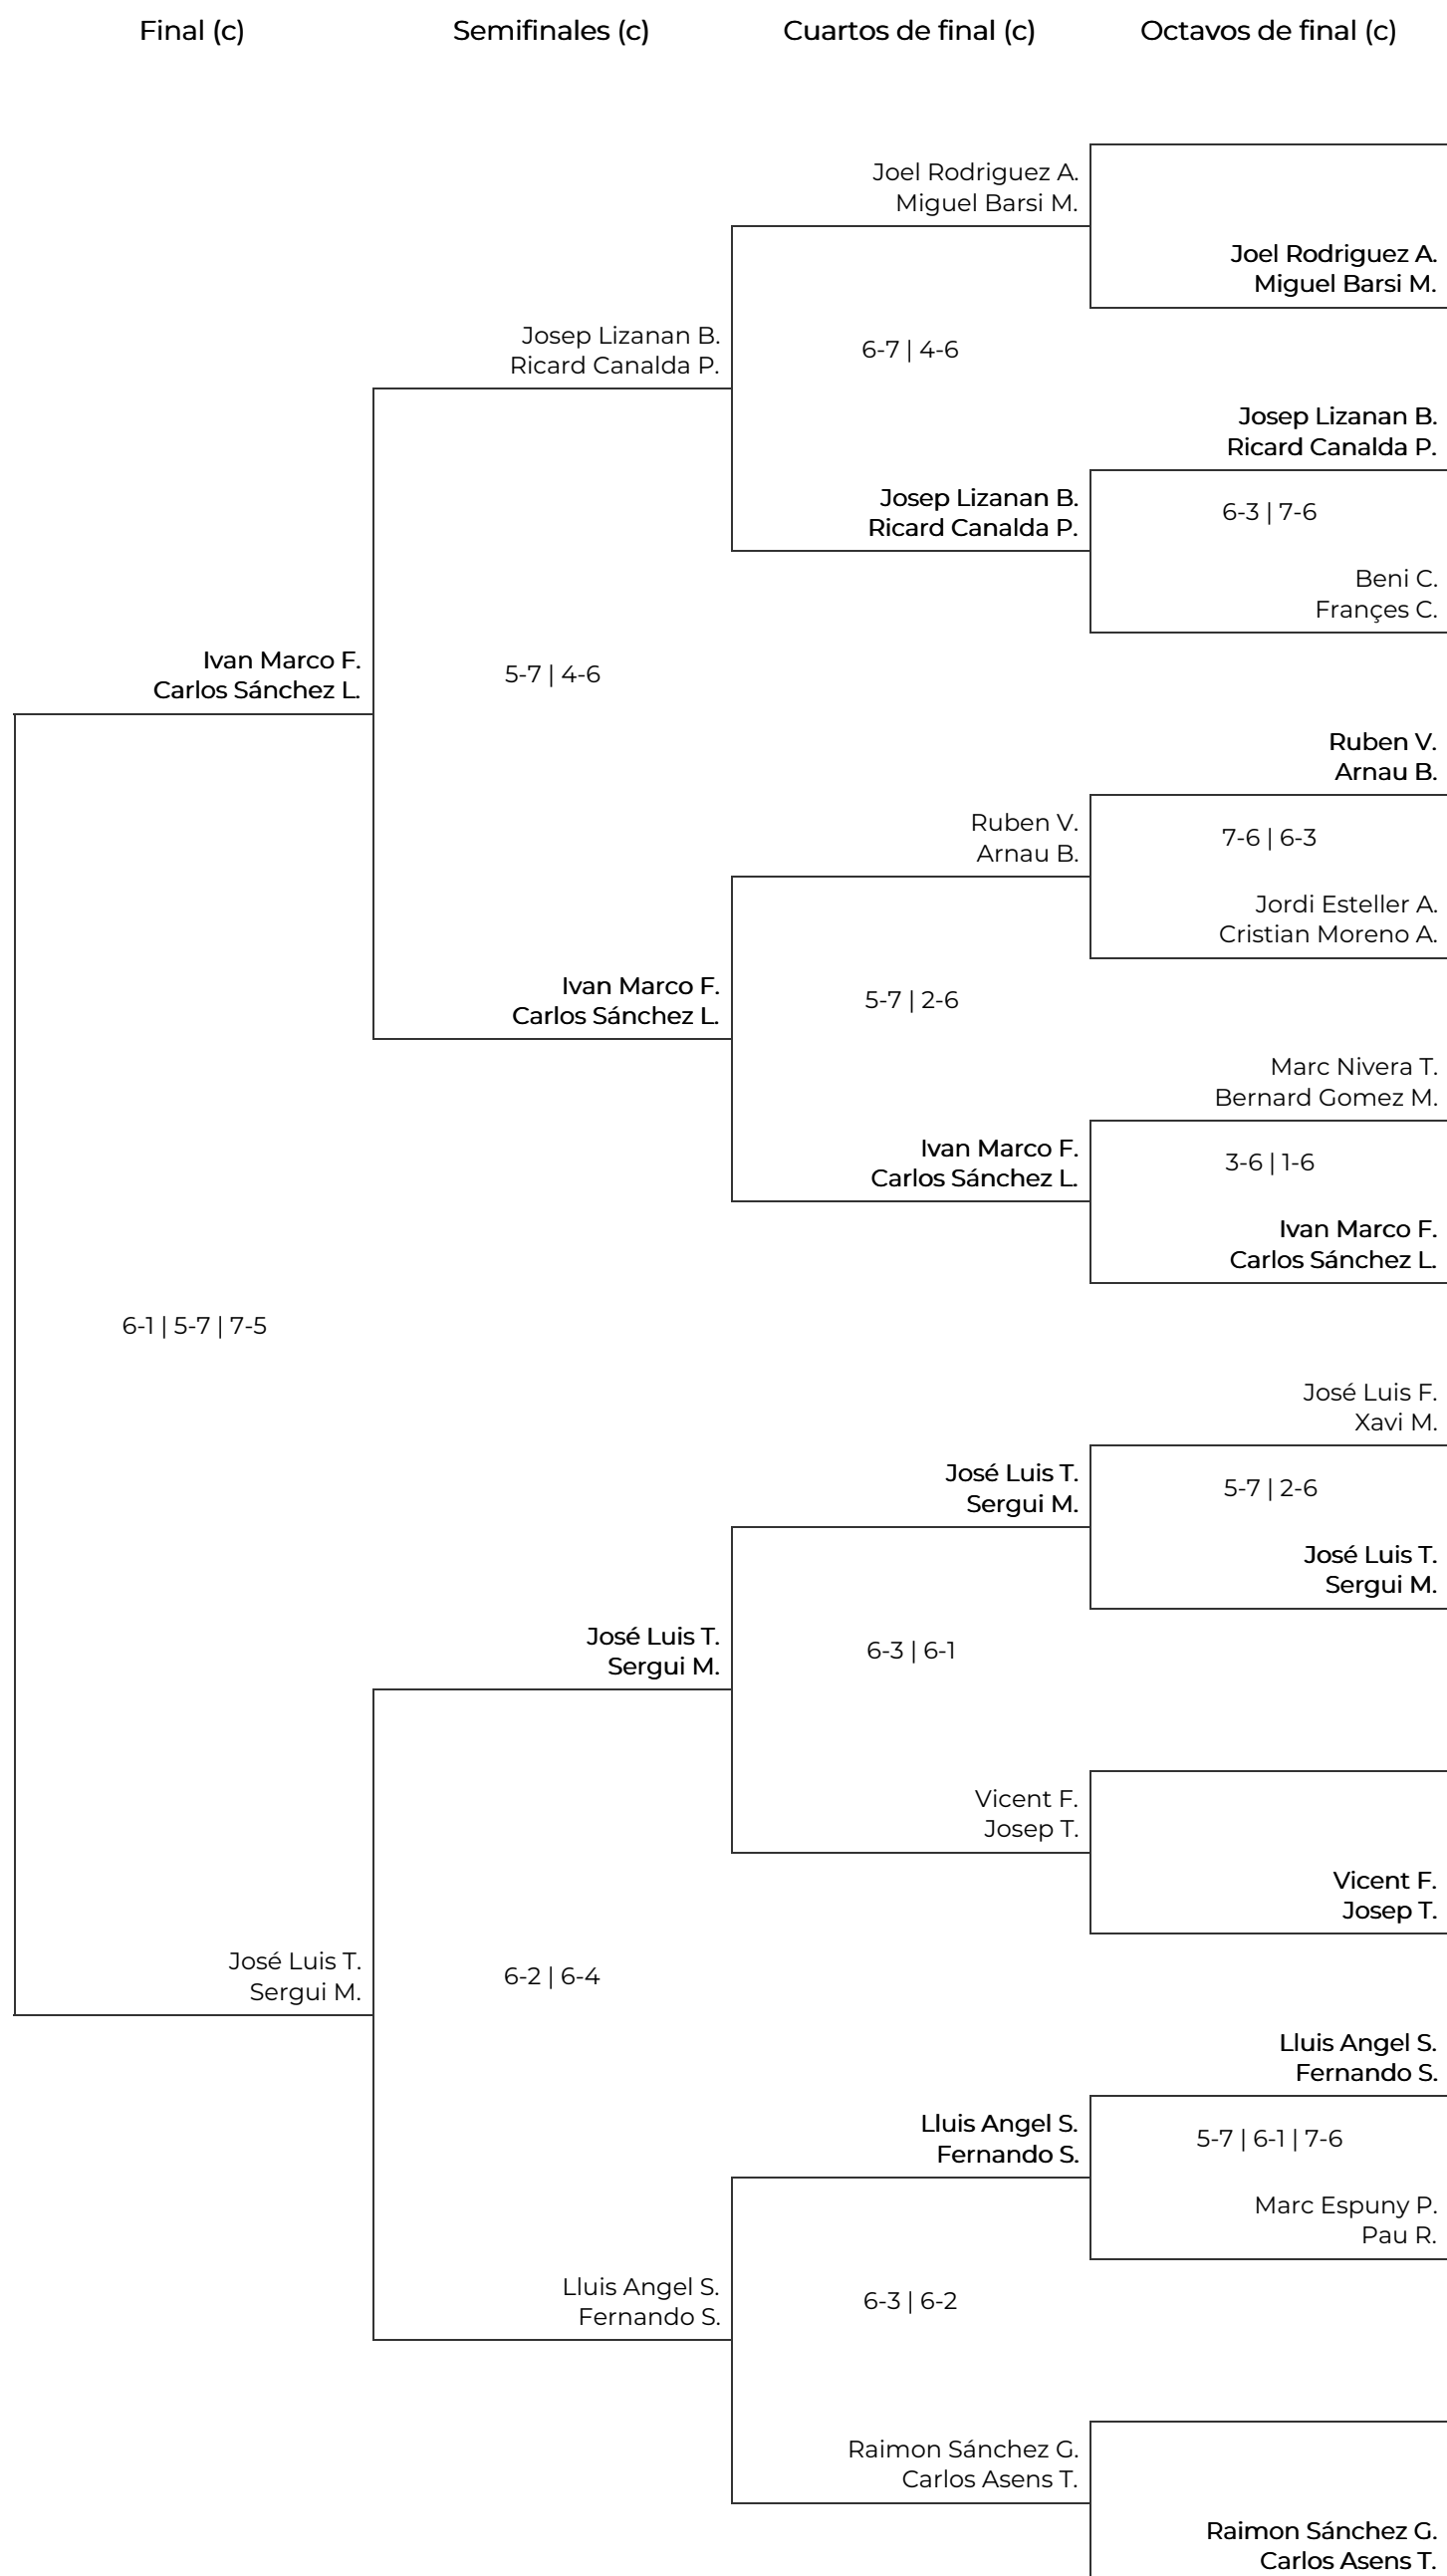 Final (c)
Semifinales (c)
Cuartos de final (c)
Octavos de final (c)
Joel Rodriguez A.
Miguel Barsi M.
Joel Rodriguez A.
Miguel Barsi M.
Josep Lizanan B.
Ricard Canalda P.
6-7 | 4-6
Josep Lizanan B.
Ricard Canalda P.
Josep Lizanan B.
Ricard Canalda P.
6-3 | 7-6
Beni C.
Françes C.
Ivan Marco F.
Carlos Sánchez L.
5-7 | 4-6
Ruben V.
Arnau B.
Ruben V.
Arnau B.
7-6 | 6-3
Jordi Esteller A.
Cristian Moreno A.
Ivan Marco F.
Carlos Sánchez L.
5-7 | 2-6
Marc Nivera T.
Bernard Gomez M.
Ivan Marco F.
Carlos Sánchez L.
3-6 | 1-6
Ivan Marco F.
Carlos Sánchez L.
6-1 | 5-7 | 7-5
José Luis F.
Xavi M.
José Luis T.
Sergui M.
5-7 | 2-6
José Luis T.
Sergui M.
José Luis T.
Sergui M.
6-3 | 6-1
Vicent F.
Josep T.
Vicent F.
Josep T.
José Luis T.
Sergui M.
6-2 | 6-4
Lluis Angel S.
Fernando S.
Lluis Angel S.
Fernando S.
5-7 | 6-1 | 7-6
Marc Espuny P.
Pau R.
Lluis Angel S.
Fernando S.
6-3 | 6-2
Raimon Sánchez G.
Carlos Asens T.
Raimon Sánchez G.
Carlos Asens T.